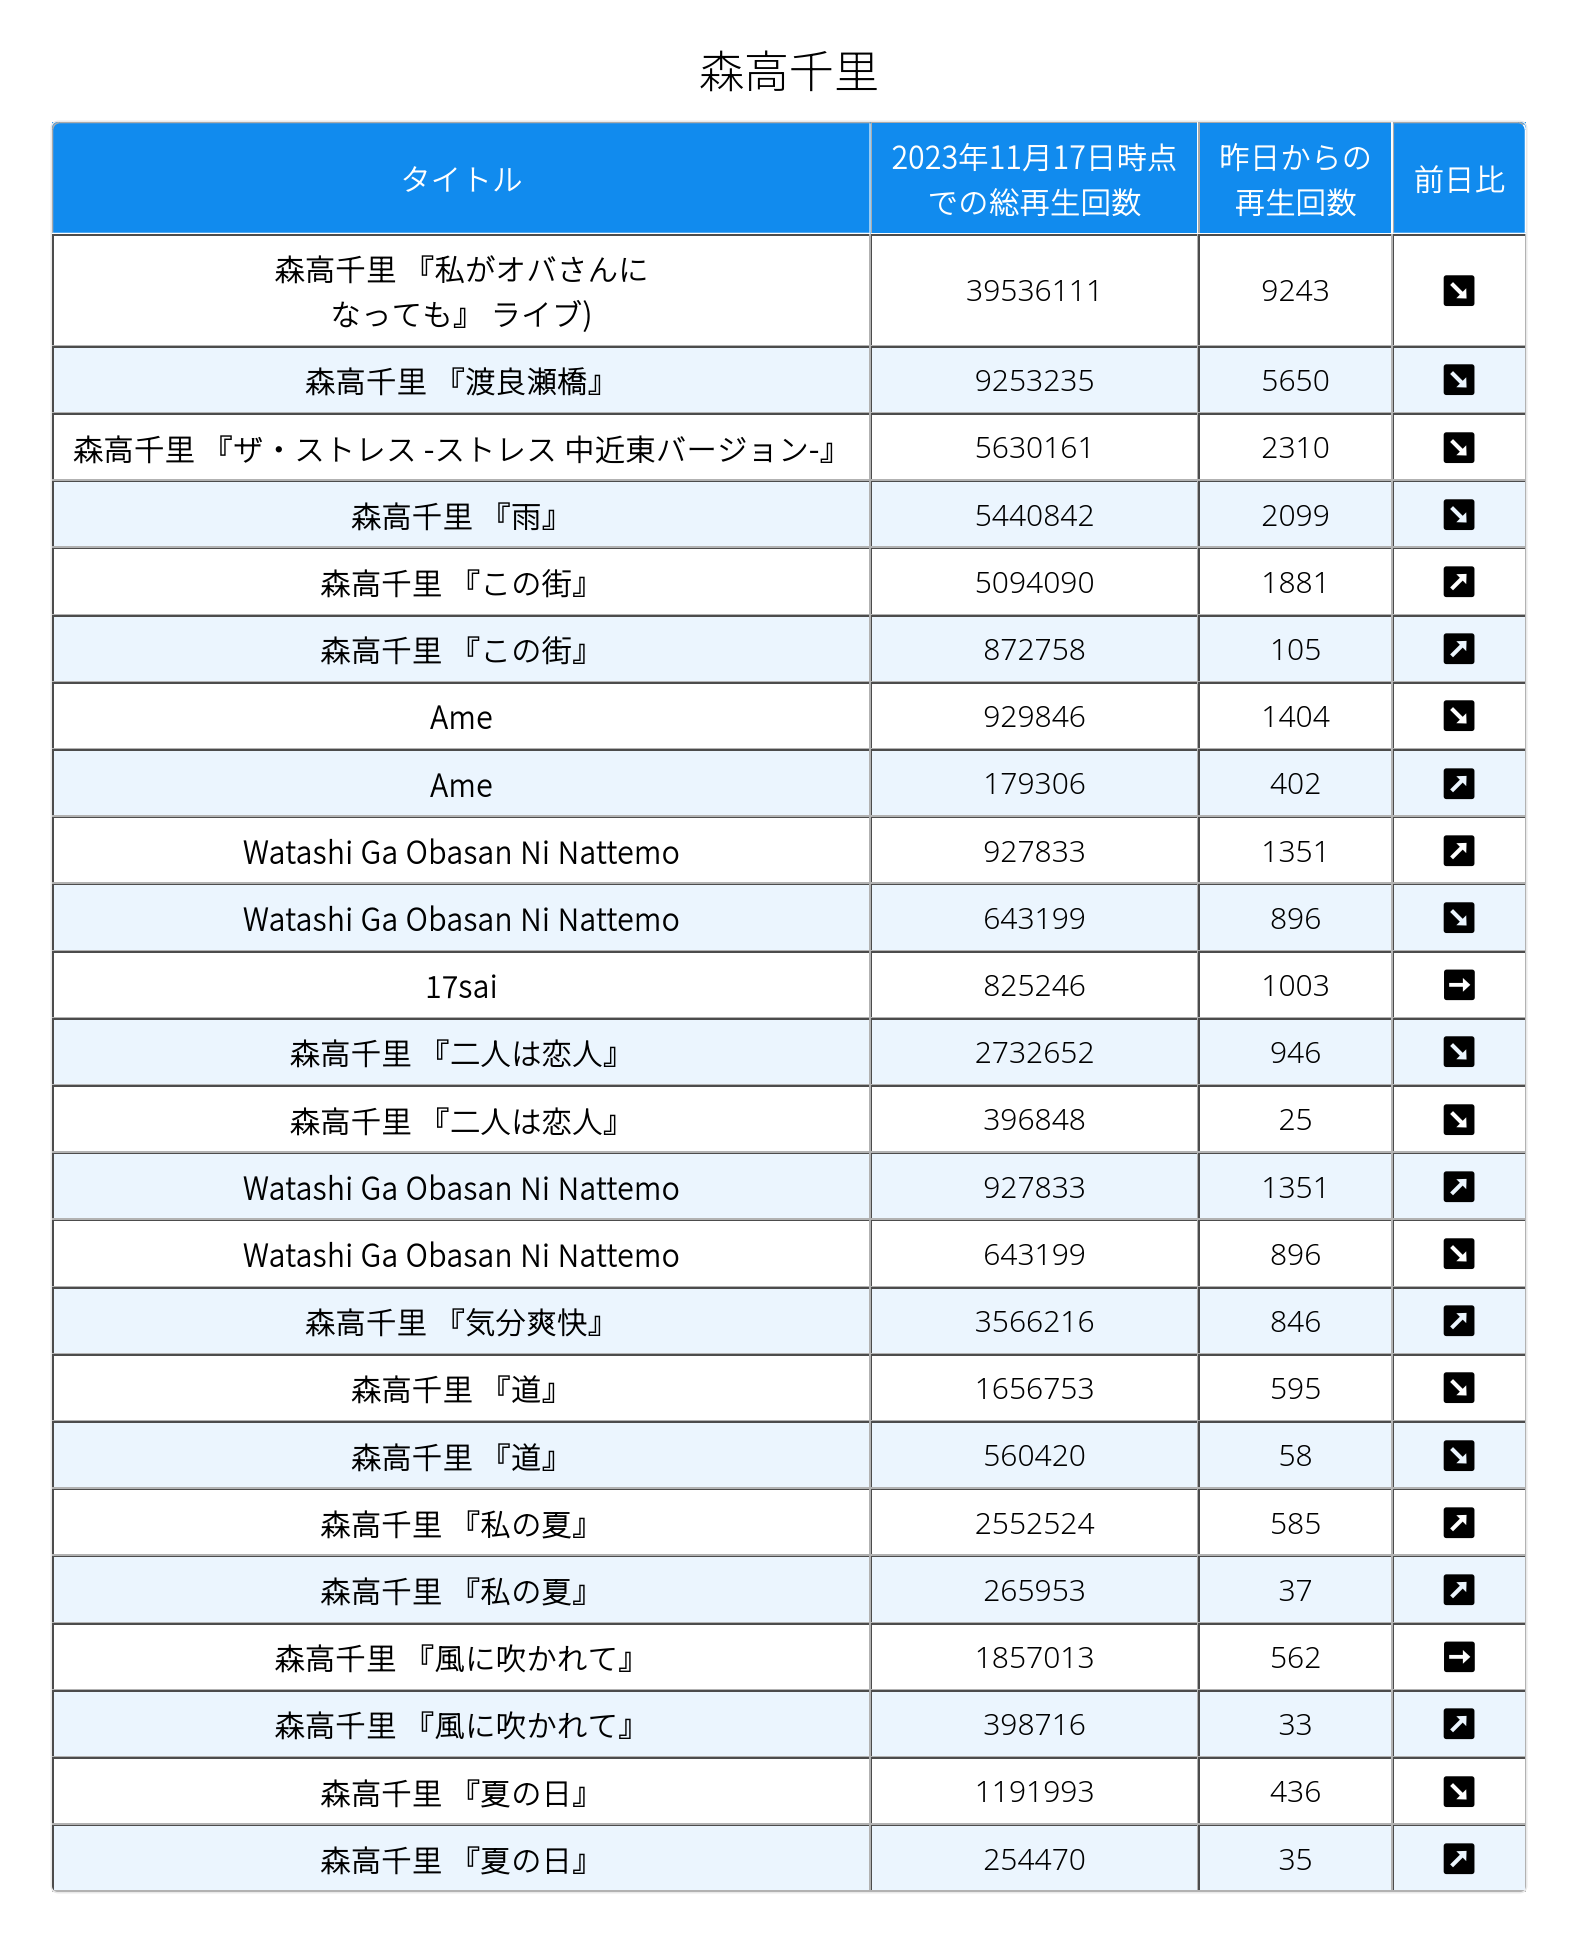 森高千里
タイトル
2023年11月17日時点
での総再生回数
昨日からの
再生回数
前日比
森高千里 『私がオバさんに
なっても』 ライブ)
39536111 9243
森高千里 『渡良瀬橋』 9253235 5650
森高千里 『ザ・ストレス -ストレス 中近東バージョン-』 5630161 2310
森高千里 『雨』 5440842 2099
森高千里 『この街』 5094090 1881
森高千里 『この街』 872758 105
Ame 929846 1404
Ame 179306 402
Watashi Ga Obasan Ni Nattemo 927833 1351
Watashi Ga Obasan Ni Nattemo 643199 896
17sai 825246 1003
森高千里 『二人は恋人』 2732652 946
森高千里 『二人は恋人』 396848 25
Watashi Ga Obasan Ni Nattemo 927833 1351
Watashi Ga Obasan Ni Nattemo 643199 896
森高千里 『気分爽快』 3566216 846
森高千里 『道』 1656753 595
森高千里 『道』 560420 58
森高千里 『私の夏』 2552524 585
森高千里 『私の夏』 265953 37
森高千里 『風に吹かれて』 1857013 562
森高千里 『風に吹かれて』 398716 33
森高千里 『夏の日』 1191993 436
森高千里 『夏の日』 254470 35